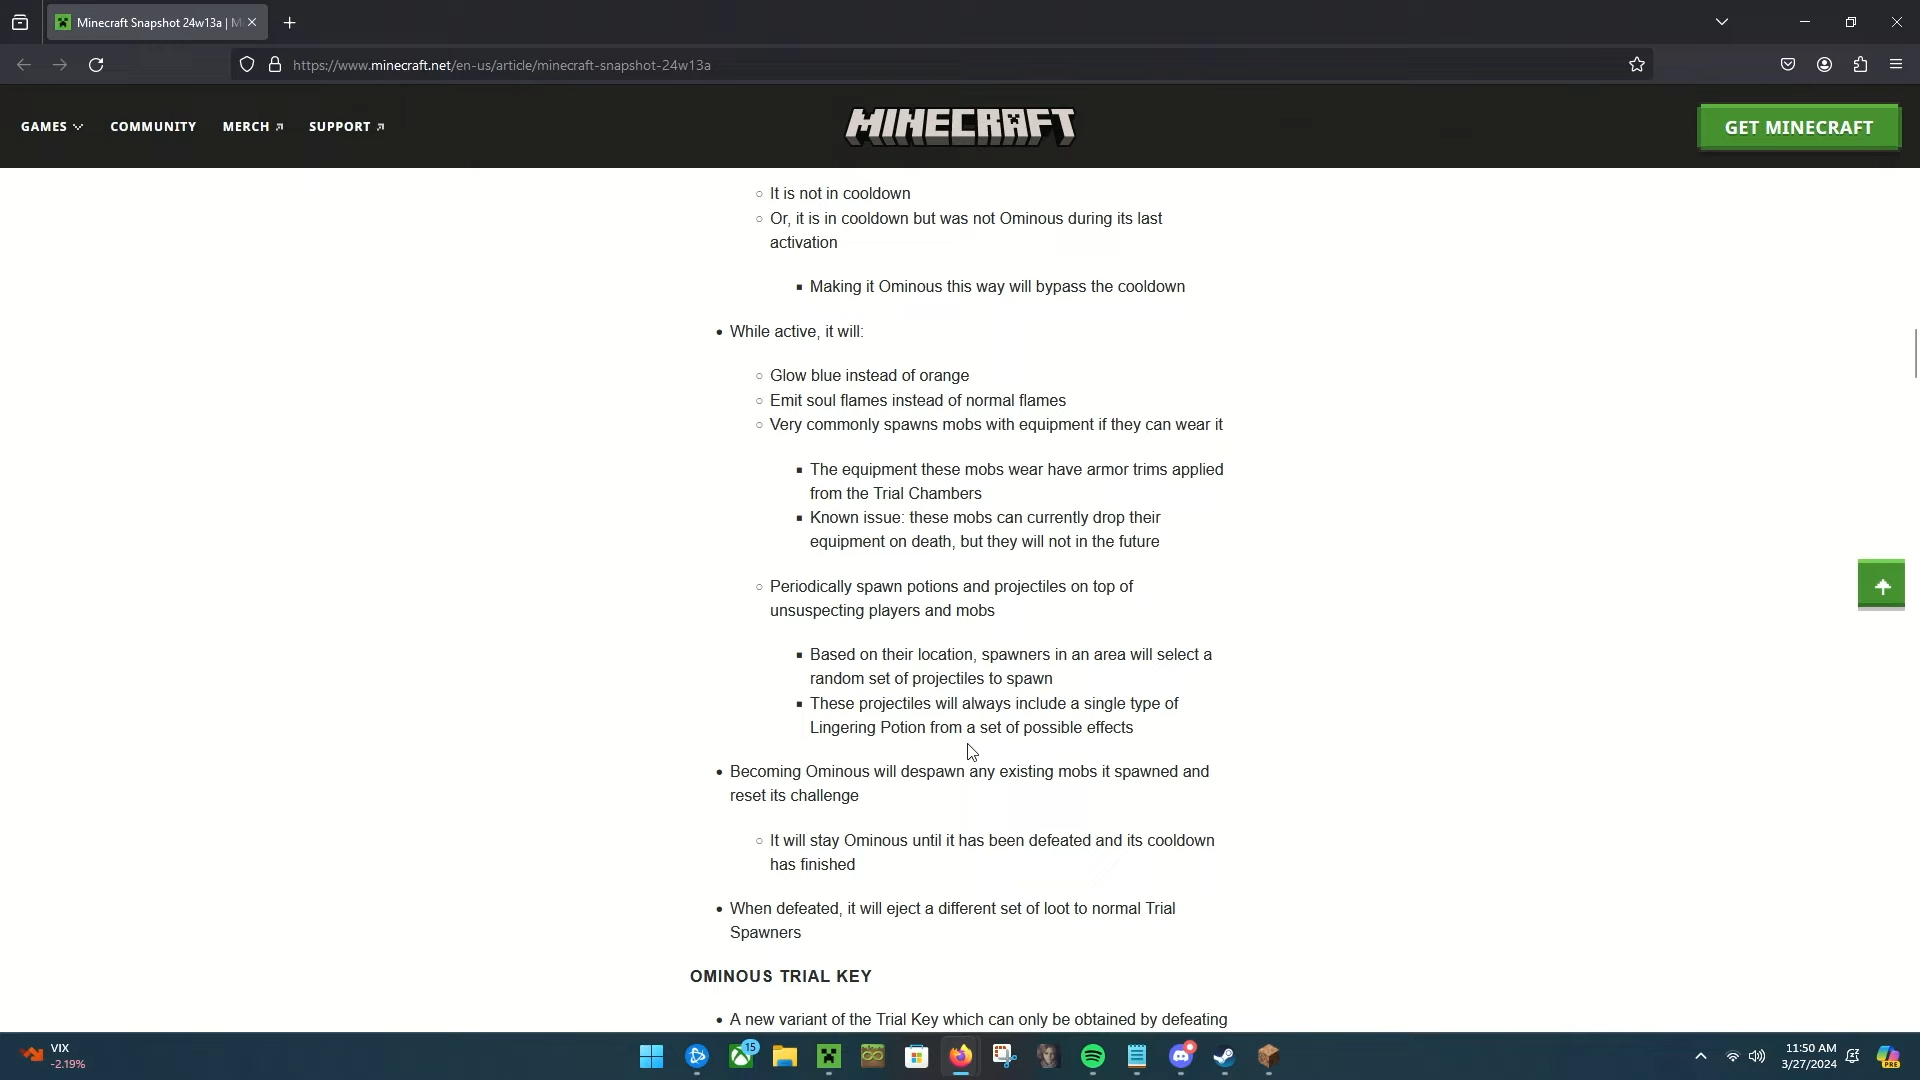 Minecraft Snapshot 24w13a | M
https://www.minecraft.net/en-us/article/minecraft-snapshot-24w13a
GAMES COMMUNITY MERCH SUPPORT MINECRAFT GET MINECRAFT
It is not in cooldown
Or, it is in cooldown but was not Ominous during its last
activation
Making it Ominous this way will bypass the cooldown
While active, it will:
Glow blue instead of orange
Emit soul flames instead of normal flames
Very commonly spawns mobs with equipment if they can wear it
The equipment these mobs wear have armor trims applied
from the Trial Chambers
Known issue: these mobs can currently drop their
equipment on death, but they will not in the future
Periodically spawn potions and projectiles on top of
unsuspecting players and mobs
Based on their location, spawners in an area will select a
random set of projectiles to spawn
These projectiles will always include a single type of
Lingering Potion from a set of possible effects
Becoming Ominous will despawn any existing mobs it spawned and
reset its challenge
It will stay Ominous until it has been defeated and its cooldown
has finished
When defeated, it will eject a different set of loot to normal Trial
Spawners
OMINOUS TRIAL KEY
A new variant of the Trial Key which can only be obtained by defeating
VIX
-2.19%
15
11:50 AM
3/27/2024
PRE